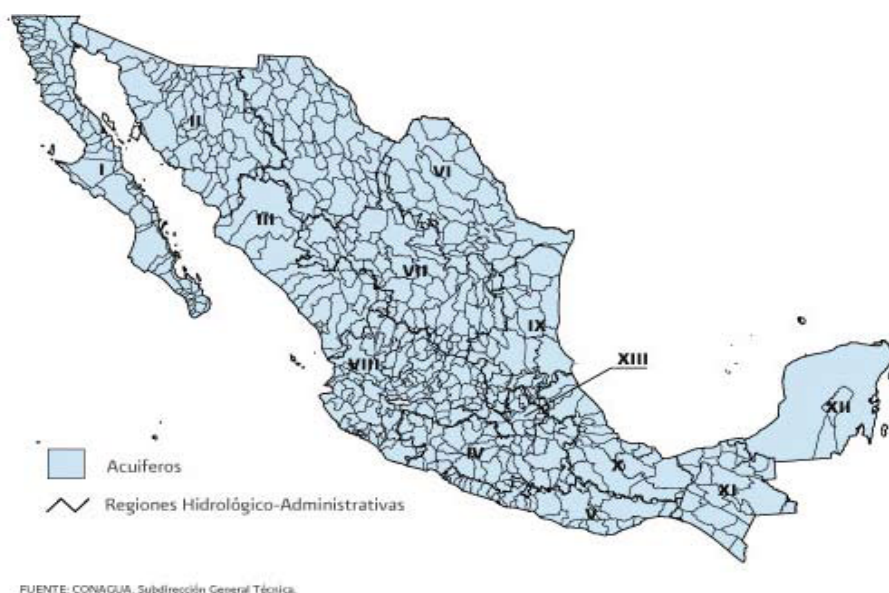 II
VI
I
III
VII
IX
XIII
VIII
XII
IV
X
XI
V
Acuíferos
Regiones Hidrológico-Administrativas
FUENTE: CONAGUA. Subdirección General Técnica.